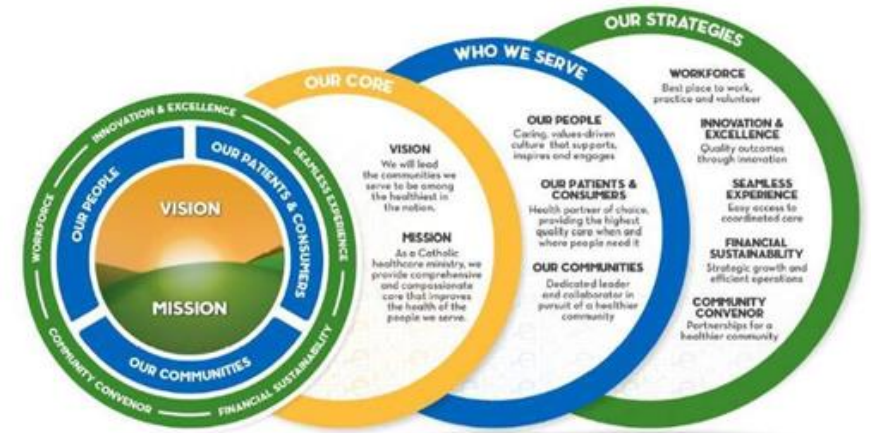 INNOVATION & EXCELLENCE
SEAMLESS EXPERIENCE
FINANCIAL SUSTAINABILITY
COMMUNITY CONVENOR
WORKFORCE
OUR PEOPLE
OUR PATIENTS & CONSUMERS
OUR COMMUNITIES
VISION
MISSION
OUR CORE
VISION
We will lead
the communities we
serve to be among
the healthiest in
the nation.
MISSION
As a Catholic
healthcare ministry, we
provide comprehensive
and compassionate
care that improves
the health of the
people we serve.
WHO WE SERVE
OUR PEOPLE
Caring, values-driven
culture that supports,
inspires and engages
OUR PATIENTS &
CONSUMERS
Health partner of choice,
providing the highest
quality care when and
where people need it
OUR COMMUNITIES
Dedicated leader
and collaborator in
pursuit of a healthier
community
OUR STRATEGIES
WORKFORCE
Best place to work,
practice and volunteer
INNOVATION &
EXCELLENCE
Quality outcomes
through innovation
SEAMLESS
EXPERIENCE
Easy access to
coordinated care
FINANCIAL
SUSTAINABILITY
Strategic growth and
efficient operations
COMMUNITY
CONVENOR
Partnerships for a
healthier community